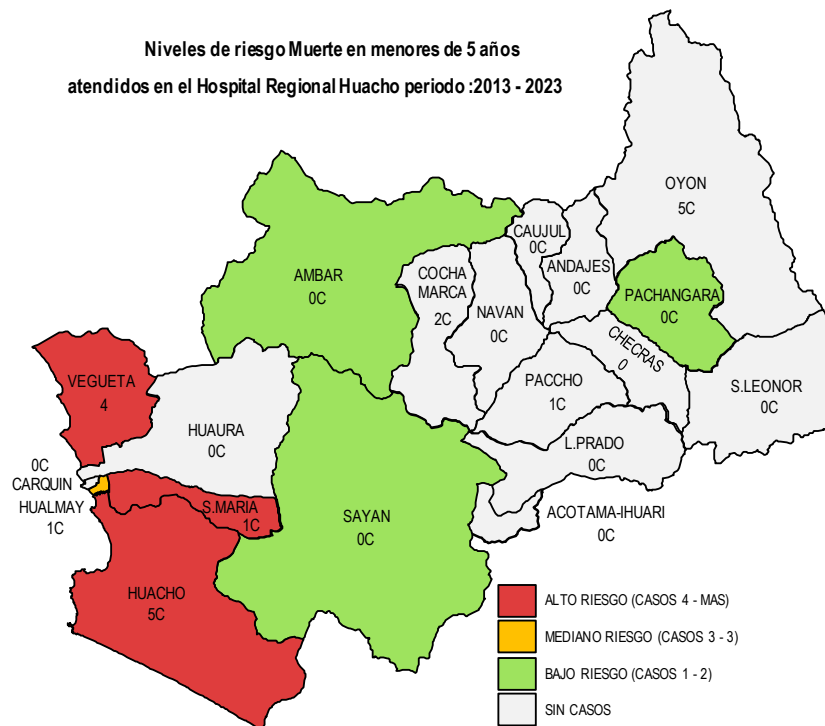 Niveles de riesgo Muerte en menores de 5 años
atendidos en el Hospital Regional Huacho periodo :2013 - 2023
OYON
5C
CAUJUL
0C
ANDAJES
0C
AMBAR
0C
COCHA
MARCA
2C
NAVAN
0C
PACHANGARA
0C
CHECRAS
0
VEGUETA
4
PACCHO
1C
S.LEONOR
0C
HUAURA
0C
L.PRADO
0C
0C
CARQUIN
HUALMAY
1C
S.MARIA
1C
SAYAN
0C
ACOTAMA-IHUARI
0C
HUACHO
5C
ALTO RIESGO (CASOS 4 - MAS)
MEDIANO RIESGO (CASOS 3 - 3)
BAJO RIESGO (CASOS 1 - 2)
SIN CASOS